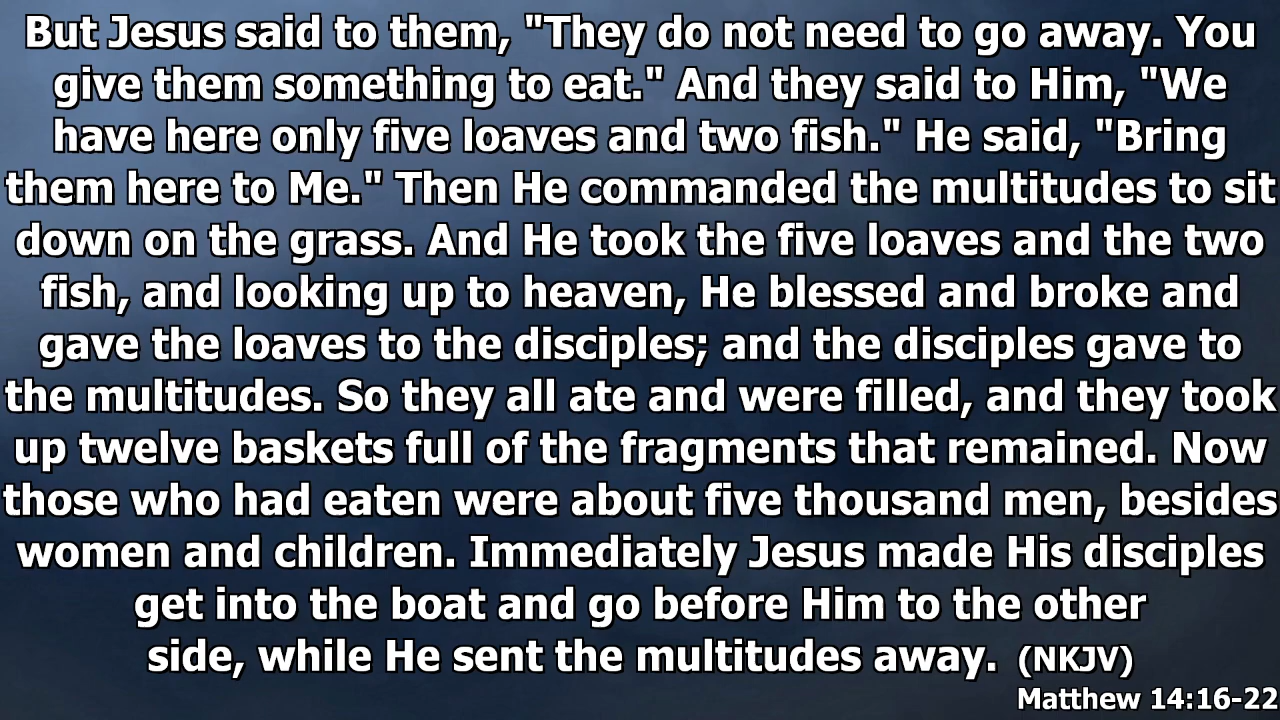 But Jesus said to them, "They do not need to go away. You
give them something to eat." And they said to Him, "We
have here only five loaves and two fish." He said, "Bring
them here to Me." Then He commanded the multitudes to sit
down on the grass. And He took the five loaves and the two
fish, and looking up to heaven, He blessed and broke and
gave the loaves to the disciples; and the disciples gave to
the multitudes. So they all ate and were filled, and they took
up twelve baskets full of the fragments that remained. Now
those who had eaten were about five thousand men, besides
women and children. Immediately Jesus made His disciples
get into the boat and go before Him to the other
side, while He sent the multitudes away. (NKJV)
Matthew 14:16-22